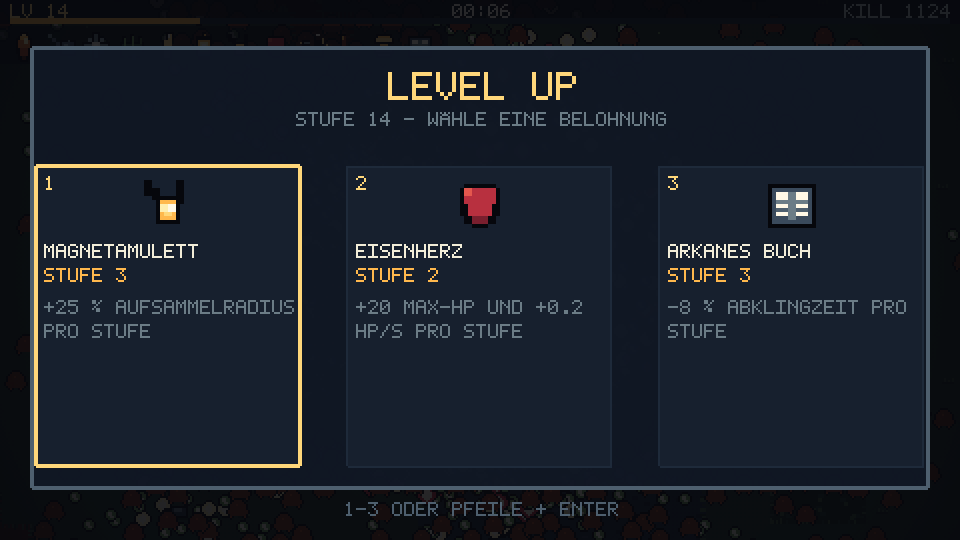 LV 14
00:06
KILL 1124
LEVEL UP
STUFE 14 - WÄHLE EINE BELOHNUNG
1
MAGNETAMULETT
STUFE 3
+25 % AUFSAMMELRADIUS
PRO STUFE
2
EISENHERZ
STUFE 2
+20 MAX-HP UND +0.2
HP/S PRO STUFE
3
ARKANES BUCH
STUFE 3
-8 % ABKLINGZEIT PRO
STUFE
1-3 ODER PFEILE + ENTER